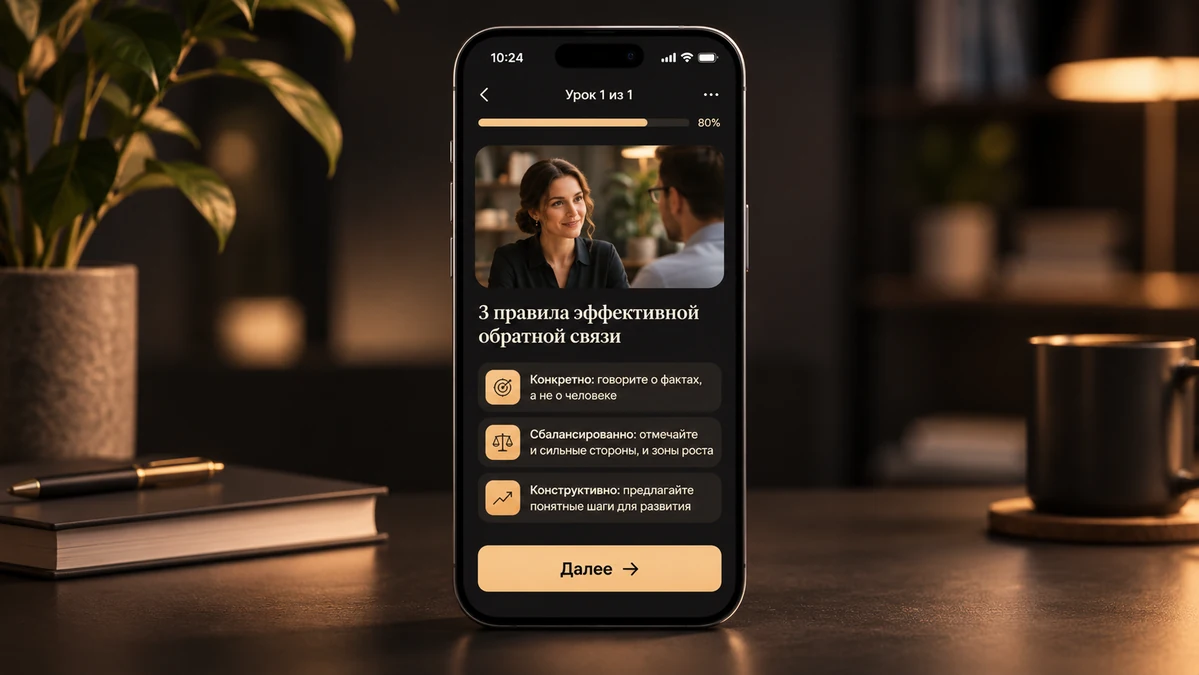 10:24
Урок 1 из 1
80%
3 правила эффективной
обратной связи
Конкретно: говорите о фактах,
а не о человеке
Сбалансированно: отмечайте
и сильные стороны, и зоны роста
Конструктивно: предлагайте
понятные шаги для развития
Далее →